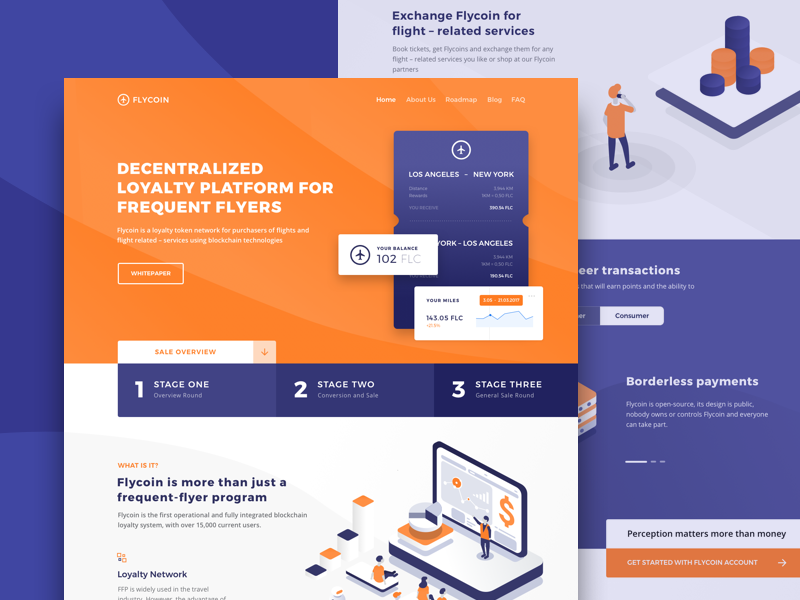 Exchange Flycoin for
flight – related services
Book tickets, get Flycoins and exchange them for any
flight – related services you like or shop at our Flycoin
partners
FLYCOIN
Home
About Us
Roadmap
Blog
FAQ
DECENTRALIZED
LOYALTY PLATFORM FOR
FREQUENT FLYERS
Flycoin is a loyalty token network for purchasers of flights and
flight related – services using blockchain technologies
WHITEPAPER
LOS ANGELES – NEW YORK
Distance
3,944 KM
Rewards
YOU RECEIVE
390.54 FLC
YORK – LOS ANGELES
3,944 KM
190.54 FLC
YOUR BALANCE
102 FLC
YOUR MILES
143.05 FLC
SALE OVERVIEW
1
STAGE ONE
Overview Round
2
STAGE TWO
Conversion and Sale
3
STAGE THREE
General Sale Round
WHAT IS IT?
Flycoin is more than just a
frequent-flyer program
Flycoin is the first operational and fully integrated blockchain
loyalty system, with over 15,000 current users.
Loyalty Network
FFP is widely used in the travel
industry. However, the advantage of
$
eer transactions
s that will earn points and the ability to
er
Consumer
Borderless payments
Flycoin is open-source, its design is public,
nobody owns or controls Flycoin and everyone
can take part.
Perception matters more than money
GET STARTED WITH FLYCOIN ACCOUNT